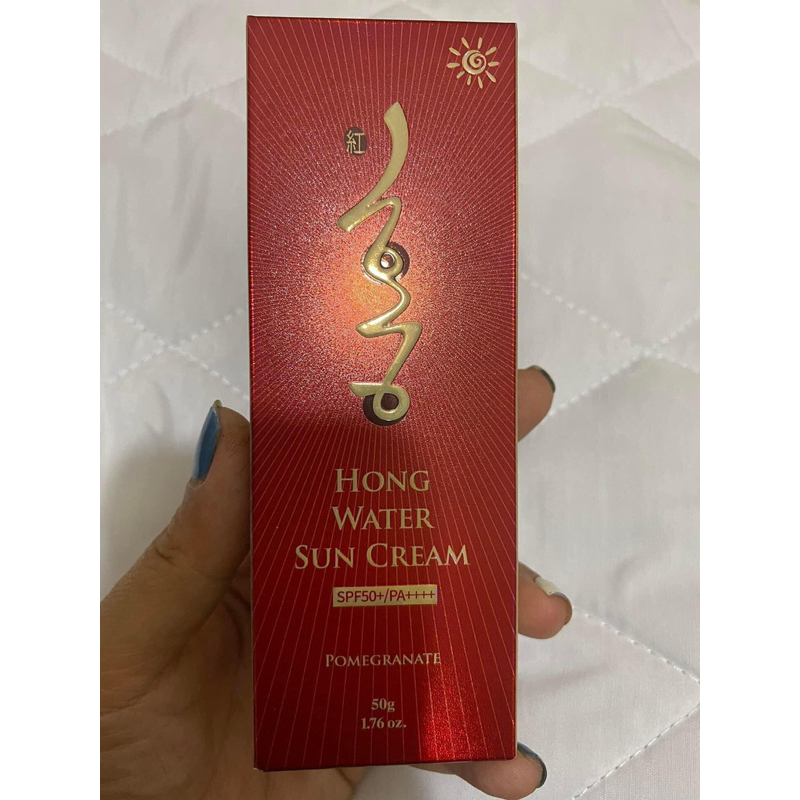 紅
HONG
WATER
SUN CREAM
SPF50+/PA++++
POMEGRANATE
50g
1.76 oz.